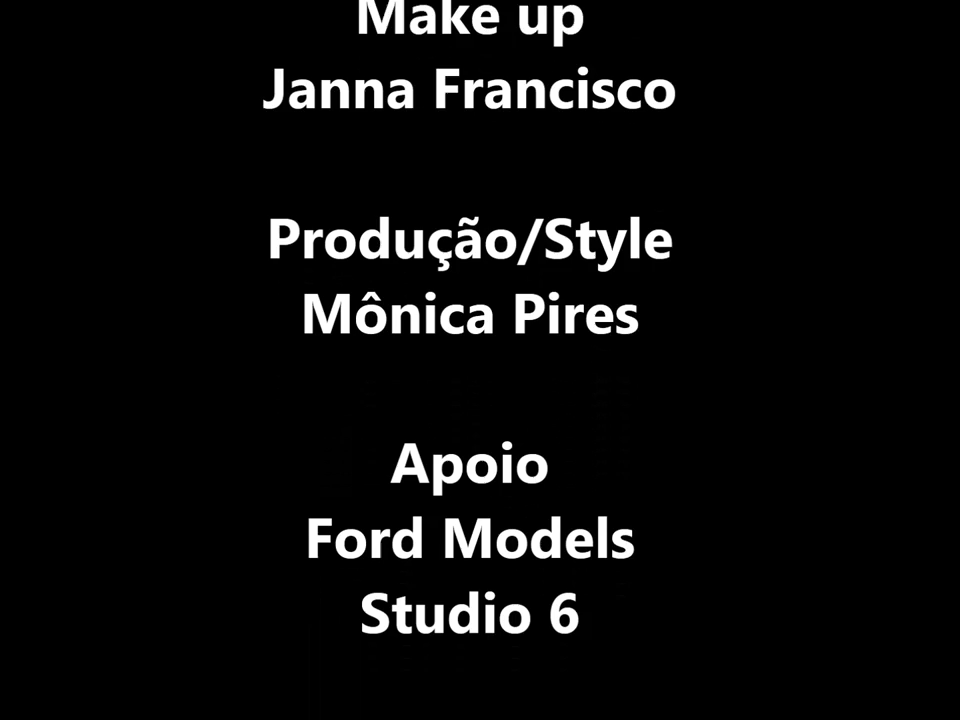 Make up
Janna Francisco
Produção/Style
Mônica Pires
Apoio
Ford Models
Studio 6